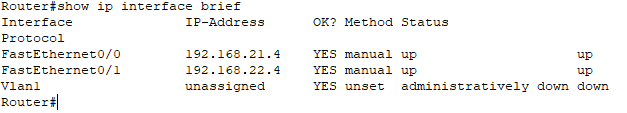 Router#show ip interface brief
Interface              IP-Address      OK? Method Status
Protocol
FastEthernet0/0        192.168.21.4    YES manual up                    up
FastEthernet0/1        192.168.22.4    YES manual up                    up
Vlan1                  unassigned      YES unset  administratively down down
Router#